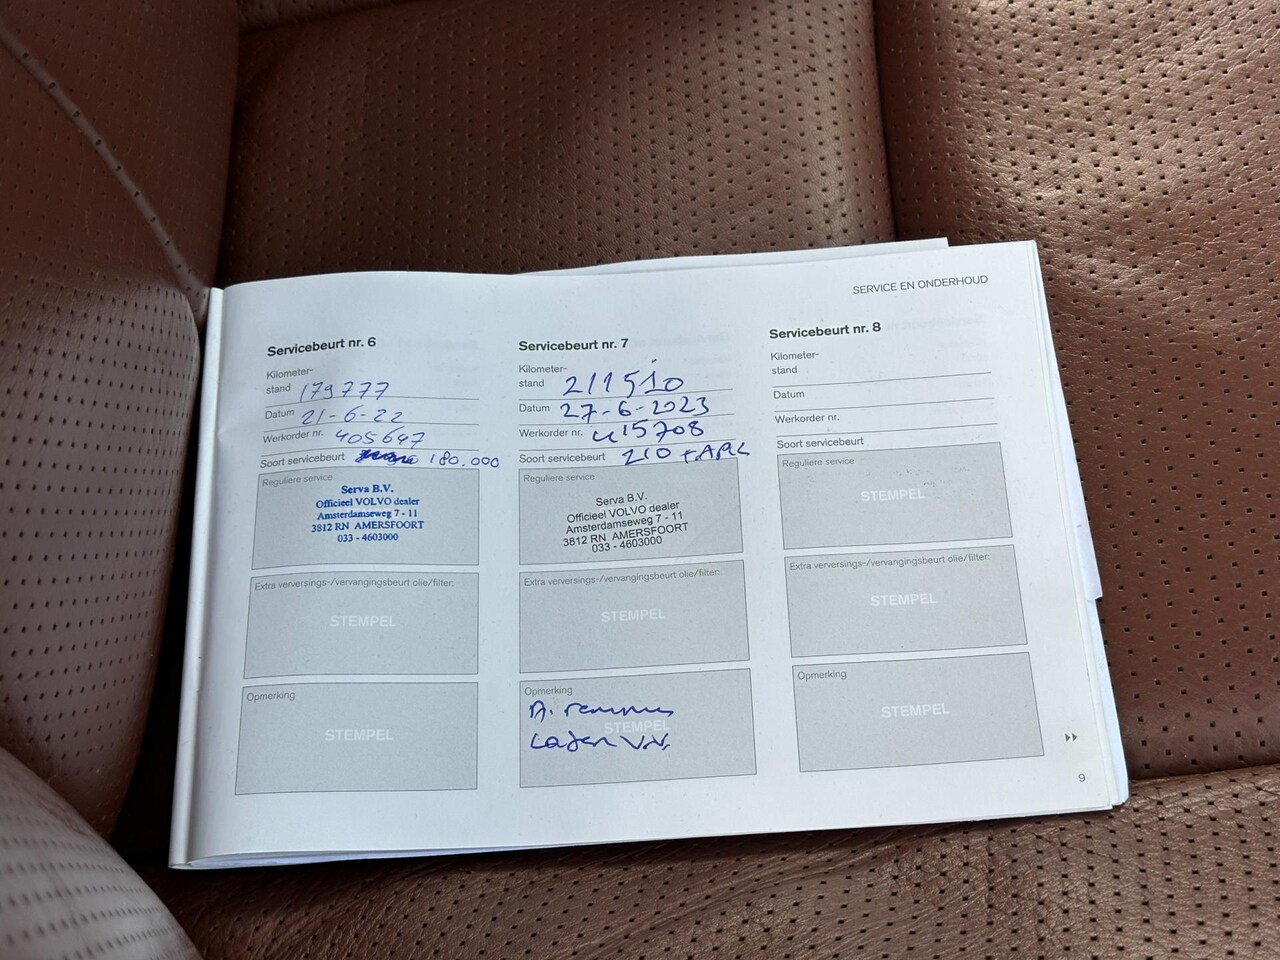 SERVICE EN ONDERHOUD
Servicebeurt nr. 6
Kilometer-
stand 179777
Datum 21-6-22
Werkorder nr. 405647
Soort servicebeurt 180.000
Reguliere service
Serva B.V.
Officieel VOLVO dealer
Amsterdamseweg 7 - 11
3812 RN AMERSFOORT
033 - 4603000
Extra verversings-/vervangingsbeurt olie/filter:
STEMPEL
Opmerking
STEMPEL
Servicebeurt nr. 7
Kilometer-
stand 211510
Datum 27-6-2023
Werkorder nr. 415708
Soort servicebeurt 210 +
Reguliere service
Serva B.V.
Officieel VOLVO dealer
Amsterdamseweg 7 - 11
3812 RN AMERSFOORT
033 - 4603000
Extra verversings-/vervangingsbeurt olie/filter:
STEMPEL
Opmerking
A. remmen
STEMPEL
Servicebeurt nr. 8
Kilometer-
stand
Datum
Werkorder nr.
Soort servicebeurt
Reguliere service
STEMPEL
Extra verversings-/vervangingsbeurt olie/filter:
STEMPEL
Opmerking
STEMPEL
9